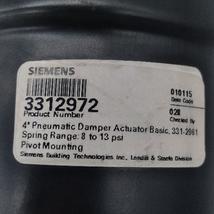 SIEMENS
010115
Date Code
3312972
Product Number
028
Checked By
4" Pneumatic Damper Actuator Basic, 331-2961
Spring Range: 8 to 13 psi
Pivot Mounting
Siemens Building Technologies Inc. Landis & Staefa Division